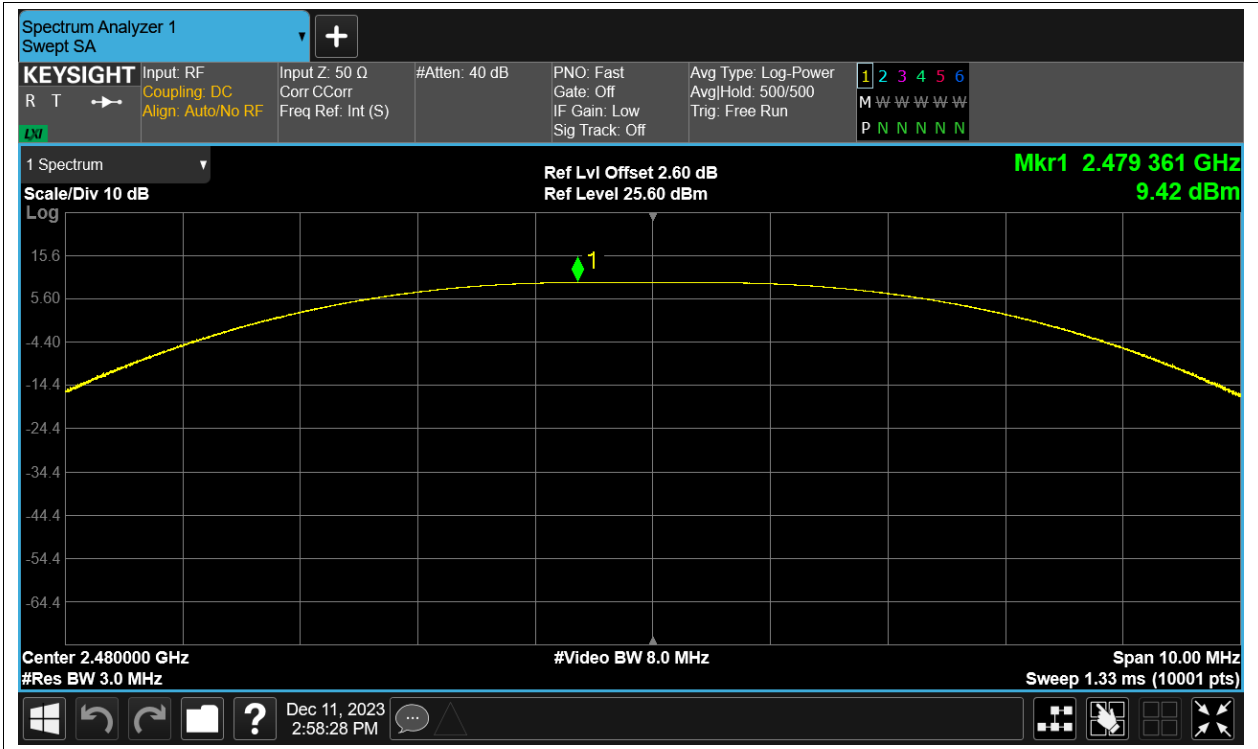 Spectrum Analyzer 1
Swept SA
+
KEYSIGHT
R T
LXI
Input: RF
Coupling: DC
Align: Auto/No RF
Input Z: 50 Ω
Corr CCorr
Freq Ref: Int (S)
#Atten: 40 dB
PNO: Fast
Gate: Off
IF Gain: Low
Sig Track: Off
Avg Type: Log-Power
Avg|Hold: 500/500
Trig: Free Run
1 2 3 4 5 6
M W W W W W
P N N N N N
1 Spectrum
Ref Lvl Offset 2.60 dB
Mkr1 2.479 361 GHz
Scale/Div 10 dB
Ref Level 25.60 dBm
9.42 dBm
Log
1
15.6
5.60
-4.40
-14.4
-24.4
-34.4
-44.4
-54.4
-64.4
Center 2.480000 GHz
#Video BW 8.0 MHz
Span 10.00 MHz
#Res BW 3.0 MHz
Sweep 1.33 ms (10001 pts)
?
Dec 11, 2023
2:58:28 PM